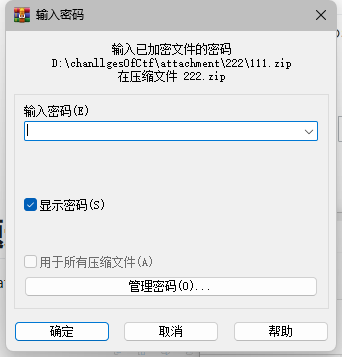 输入密码
输入已加密文件的密码
D:\chanllgesOfCtf\attachment\222\111.zip
在压缩文件 222.zip
输入密码(E)
显示密码(S)
用于所有压缩文件(A)
管理密码(O)...
确定
取消
帮助